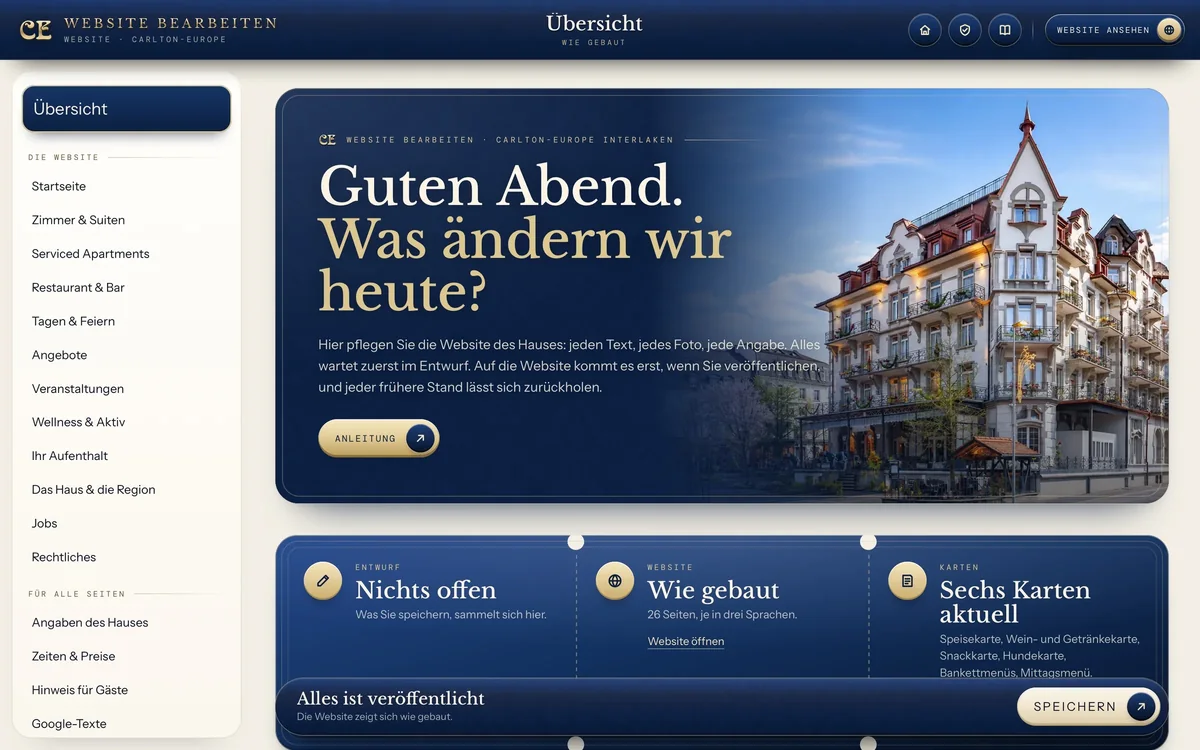 CE WEBSITE BEARBEITEN
WEBSITE · CARLTON-EUROPE
Übersicht
WIE GEBAUT
WEBSITE ANSEHEN
Übersicht
DIE WEBSITE
Startseite
Zimmer & Suiten
Serviced Apartments
Restaurant & Bar
Tagen & Feiern
Angebote
Veranstaltungen
Wellness & Aktiv
Ihr Aufenthalt
Das Haus & die Region
Jobs
Rechtliches
FÜR ALLE SEITEN
Angaben des Hauses
Zeiten & Preise
Hinweis für Gäste
Google-Texte
CE WEBSITE BEARBEITEN · CARLTON-EUROPE INTERLAKEN
Guten Abend.
Was ändern wir
heute?
Hier pflegen Sie die Website des Hauses: jeden Text, jedes Foto, jede Angabe. Alles
wartet zuerst im Entwurf. Auf die Website kommt es erst, wenn Sie veröffentlichen,
und jeder frühere Stand lässt sich zurückholen.
ANLEITUNG
ENTWURF
Nichts offen
Was Sie speichern, sammelt sich hier.
WEBSITE
Wie gebaut
26 Seiten, je in drei Sprachen.
Website öffnen
KARTEN
Sechs Karten
aktuell
Speisekarte, Wein- und Getränkekarte,
Snackkarte, Hundekarte,
Bankettmenüs, Mittagsmenü.
Alles ist veröffentlicht
Die Website zeigt sich wie gebaut.
SPEICHERN